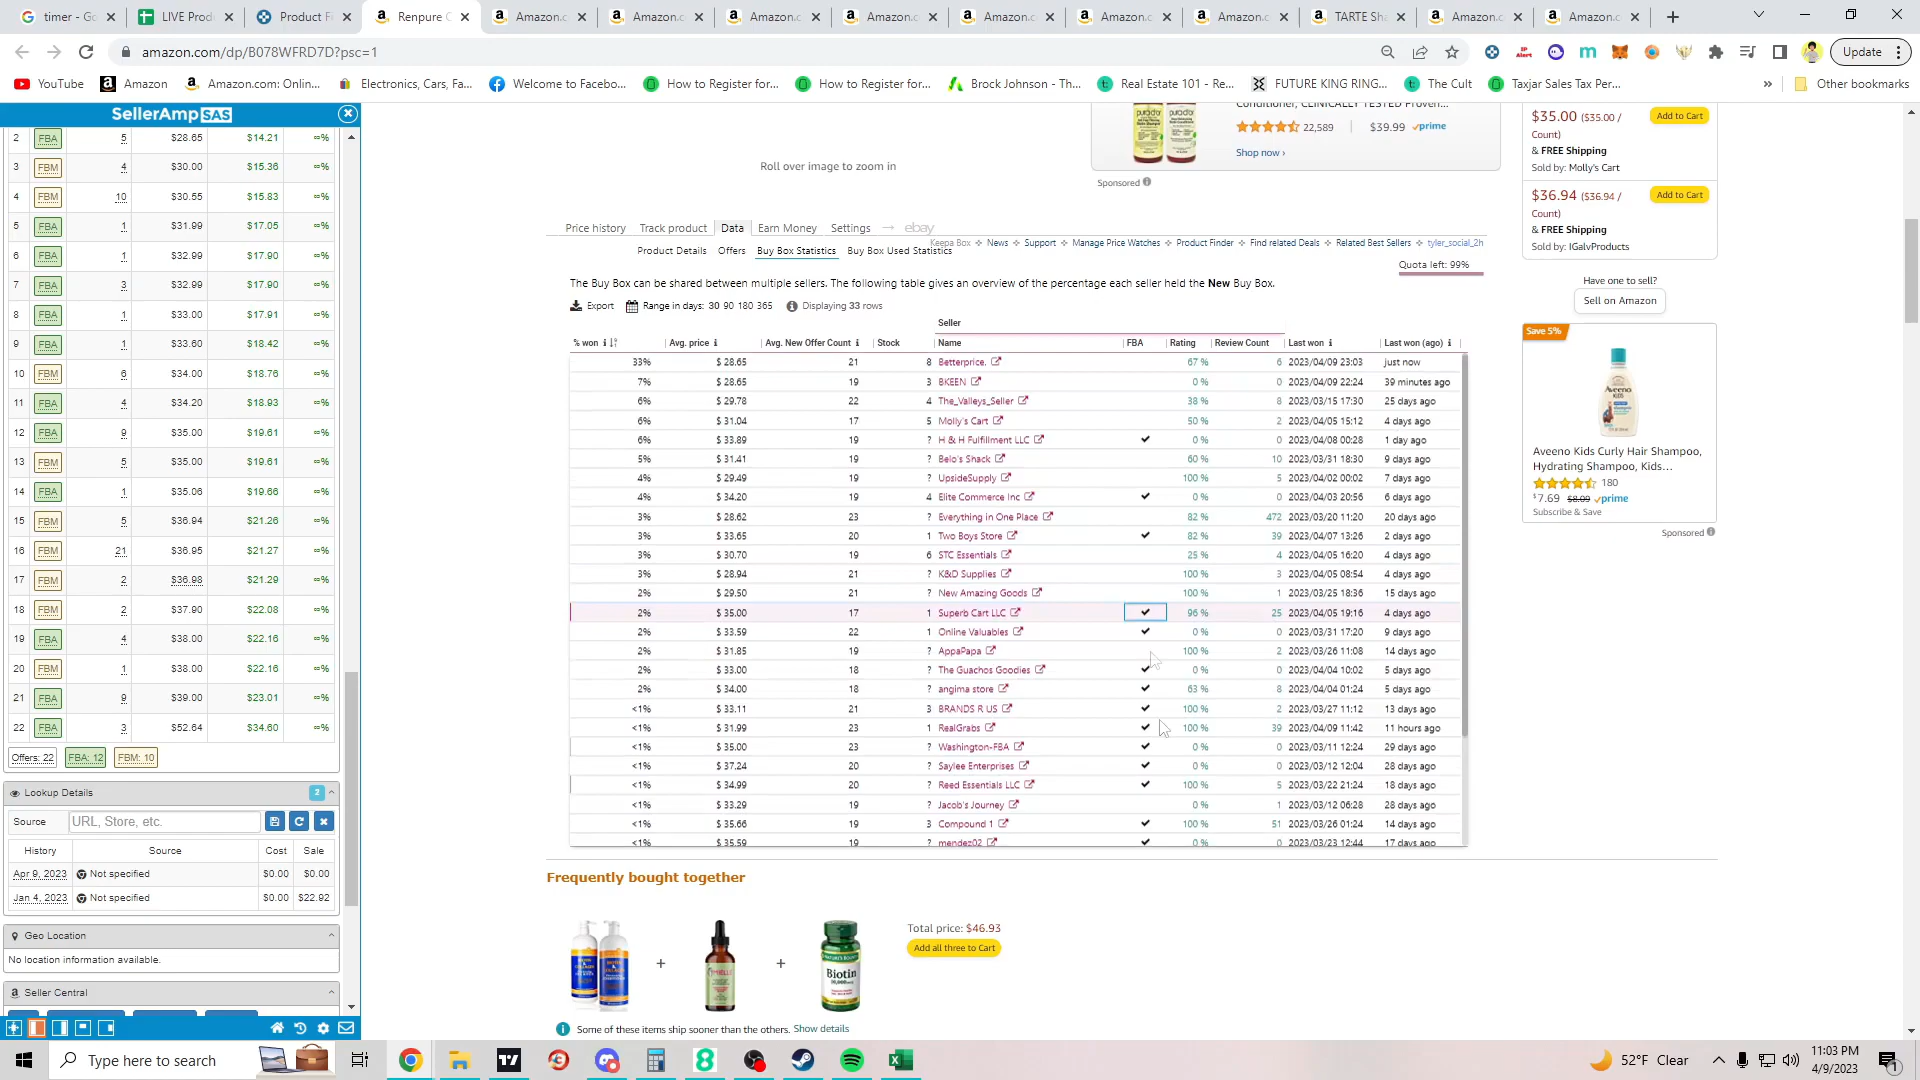 timer - Go
LIVE Prod
Product Fi
Renpure C
Amazon.c
Amazon.c
Amazon.c
Amazon.c
Amazon.c
Amazon.c
Amazon.c
TARTE Sha
Amazon.c
Amazon.c
amazon.com/dp/B078WFRD7D?psc=1
Update
YouTube
Amazon
Amazon.com: Onlin...
Electronics, Cars, Fa...
Welcome to Facebo...
How to Register for...
How to Register for...
Brock Johnson - Th...
Real Estate 101 - Re...
FUTURE KING RING...
The Cult
Taxjar Sales Tax Per...
Other bookmarks
SellerAmp SAS
2 FBA 5 $28.65 $14.21 ∞%
3 FBM 4 $30.00 $15.36 ∞%
4 FBM 10 $30.55 $15.83 ∞%
5 FBA 1 $31.99 $17.05 ∞%
6 FBA 1 $32.99 $17.90 ∞%
7 FBA 3 $32.99 $17.90 ∞%
8 FBA 1 $33.00 $17.91 ∞%
9 FBA 1 $33.60 $18.42 ∞%
10 FBM 6 $34.00 $18.76 ∞%
11 FBA 4 $34.20 $18.93 ∞%
12 FBA 9 $35.00 $19.61 ∞%
13 FBM 5 $35.00 $19.61 ∞%
14 FBA 1 $35.06 $19.66 ∞%
15 FBM 5 $36.94 $21.26 ∞%
16 FBM 21 $36.95 $21.27 ∞%
17 FBM 2 $36.98 $21.29 ∞%
18 FBM 2 $37.90 $22.08 ∞%
19 FBA 4 $38.00 $22.16 ∞%
20 FBM 1 $38.00 $22.16 ∞%
21 FBA 9 $39.00 $23.01 ∞%
22 FBA 3 $52.64 $34.60 ∞%
Offers: 22 FBA: 12 FBM: 10
Lookup Details 2
Source URL, Store, etc.
History Source Cost Sale
Apr 9, 2023 Not specified $0.00 $0.00
Jan 4, 2023 Not specified $0.00 $22.92
Geo Location
No location information available.
Seller Central
Conditioner, CLINICALLY TESTED Proven...
22,589 $39.99 prime
Shop now ›
Sponsored
Roll over image to zoom in
Price history Track product Data Earn Money Settings → ebay
Keepa Box News Support Manage Price Watches Product Finder Find related Deals Related Best Sellers tyler_social_2h
Product Details Offers Buy Box Statistics Buy Box Used Statistics
Quota left: 99%
The Buy Box can be shared between multiple sellers. The following table gives an overview of the percentage each seller held the New Buy Box.
Export Range in days: 30 90 180 365 Displaying 33 rows
Seller
% won Avg. price Avg. New Offer Count Stock Name FBA Rating Review Count Last won Last won (ago)
33% $ 28.65 21 8 Betterprice. 67 % 6 2023/04/09 23:03 just now
7% $ 28.65 19 3 BKEEN 0 % 0 2023/04/09 22:24 39 minutes ago
6% $ 29.78 22 4 The_Valleys_Seller 38 % 8 2023/03/15 17:30 25 days ago
6% $ 31.04 17 5 Molly's Cart 50 % 2 2023/04/05 15:12 4 days ago
6% $ 33.89 19 ? H & H Fulfillment LLC ✓ 0 % 0 2023/04/08 00:28 1 day ago
5% $ 31.41 19 ? Belo's Shack 60 % 10 2023/03/31 18:30 9 days ago
4% $ 29.49 19 ? UpsideSupply 100 % 5 2023/04/02 00:02 7 days ago
4% $ 34.20 19 4 Elite Commerce Inc ✓ 0 % 0 2023/04/03 20:56 6 days ago
3% $ 28.62 23 ? Everything in One Place 82 % 472 2023/03/20 11:20 20 days ago
3% $ 33.65 20 1 Two Boys Store ✓ 82 % 39 2023/04/07 13:26 2 days ago
3% $ 30.70 19 6 STC Essentials 25 % 4 2023/04/05 16:20 4 days ago
3% $ 28.94 21 ? K&D Supplies 100 % 3 2023/04/05 08:54 4 days ago
2% $ 29.50 21 ? New Amazing Goods 100 % 1 2023/03/25 18:36 15 days ago
2% $ 35.00 17 1 Superb Cart LLC ✓ 96 % 25 2023/04/05 19:16 4 days ago
2% $ 33.59 22 1 Online Valuables ✓ 0 % 0 2023/03/31 17:20 9 days ago
2% $ 31.85 19 ? AppaPapa 100 % 2 2023/03/26 11:08 14 days ago
2% $ 33.00 18 ? The Guachos Goodies ✓ 0 % 0 2023/04/04 10:02 5 days ago
2% $ 34.00 18 ? angima store ✓ 63 % 8 2023/04/04 01:24 5 days ago
<1% $ 33.11 21 3 BRANDS R US ✓ 100 % 2 2023/03/27 11:12 13 days ago
<1% $ 31.99 23 1 RealGrabs ✓ 100 % 39 2023/04/09 11:42 11 hours ago
<1% $ 35.00 23 ? Washington-FBA ✓ 0 % 0 2023/03/11 12:24 29 days ago
<1% $ 37.24 20 ? Saylee Enterprises ✓ 0 % 0 2023/03/12 12:04 28 days ago
<1% $ 34.99 20 ? Reed Essentials LLC ✓ 100 % 5 2023/03/22 21:24 18 days ago
<1% $ 33.29 19 ? Jacob's Journey 0 % 1 2023/03/12 06:28 28 days ago
<1% $ 35.66 19 3 Compound 1 ✓ 100 % 51 2023/03/26 01:24 14 days ago
<1% $ 35.59 19 ? mendez02 ✓ 0 % 0 2023/03/23 12:44 17 days ago
Frequently bought together
Biotin
Total price: $46.93
Add all three to Cart
Some of these items ship sooner than the others. Show details
$35.00 ($35.00 / Count)
Add to Cart
& FREE Shipping
Sold by: Molly's Cart
$36.94 ($36.94 / Count)
Add to Cart
& FREE Shipping
Sold by: IGalvProducts
Have one to sell?
Sell on Amazon
Save 5%
Aveeno
KIDS
Aveeno Kids Curly Hair Shampoo,
Hydrating Shampoo, Kids...
180
$7.69 $8.09 prime
Subscribe & Save
Sponsored
Type here to search
52°F Clear
11:03 PM
4/9/2023